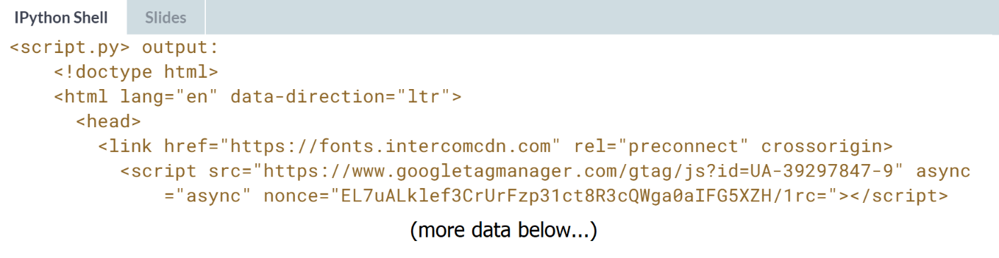 IPython Shell Slides
<script.py> output:
<!doctype html>
<html lang="en" data-direction="ltr">
<head>
<link href="https://fonts.intercomcdn.com" rel="preconnect" crossorigin>
<script src="https://www.googletagmanager.com/gtag/js?id=UA-39297847-9" async
="async" nonce="EL7uALklef3CrUrFzp31ct8R3cQWga0aIFG5XZH/1rc="></script>
(more data below...)